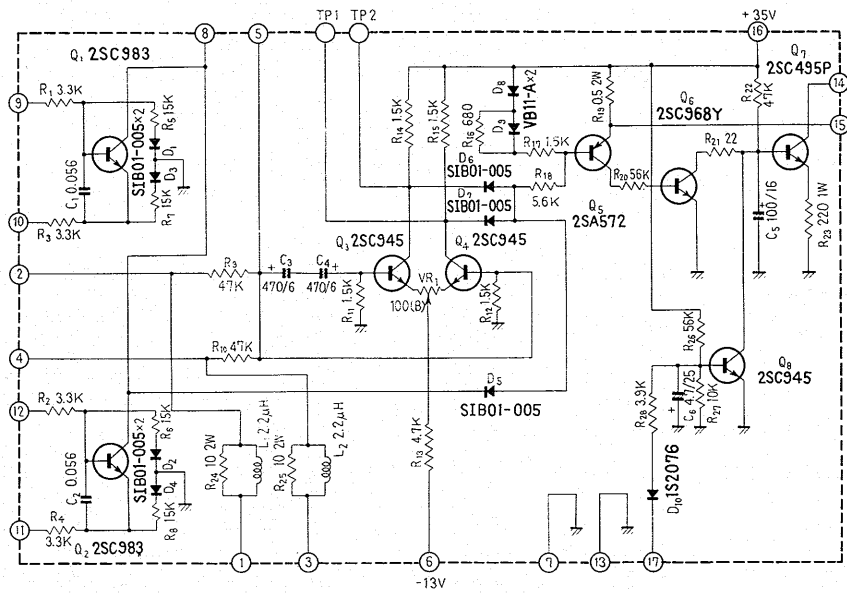 TP1 TP2
+35V
8
5
16
Q1 2SC983
Q7
2SC495P
9
R1 3.3K
R5 15K
SIB01-005×2
D1
D3
R7 15K
C1 0.056
10
R3 3.3K
R14 1.5K
R15 1.5K
D8
D9
VB11-A×2
R16 680
R17 1.5K
R19 0.5 2W
Q6
2SC968Y
R22 47K
14
15
R21 22
D6
SIB01-005
R18
5.6K
D7
SIB01-005
R20 56K
Q5
2SA572
C5 100/16
R23 220 1W
2
R9
47K
C3
470/6
C4
470/6
Q3 2SC945
Q4 2SC945
VR1
100(B)
R11 1.5K
R12 1.5K
4
R10 47K
R26 56K
Q8
2SC945
D5
SIB01-005
12
R2 3.3K
R6 15K
SIB01-005×2
D2
D4
R8 15K
C2 0.056
11
R4
3.3K
Q2 2SC983
R24 10 2W
L1 2.2μH
R25 10 2W
L2 2.2μH
R13 4.7K
R28 3.9K
C6 4.7/25
R27 10K
D10 1S2076
1
3
6
-13V
7
13
17